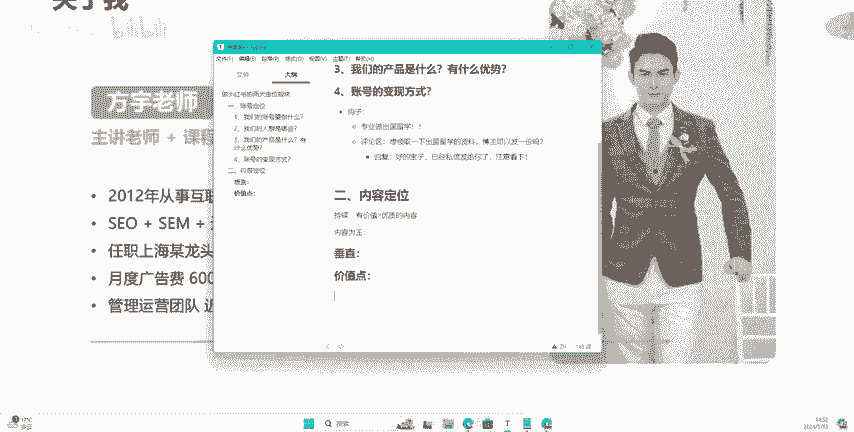 关于我
bilibili
方宇老师
主讲老师 + 课程
2012年从事互联
SEO + SEM +
任职上海某龙头
月度广告费 600
管理运营团队 近
文件(F) 编辑(E) 段落(P) 格式(O) 视图(V) 主题(T) 帮助(H)
文件
大纲
做小红书的两大定位板块
一、账号定位
1、我们的账号要做什么？
2、我们的人群是哪些？
3、我们的产品是什么？有什么优势？
4、账号的变现方式？
二、内容定位
垂直：
价值点：
3、我们的产品是什么？有什么优势？
4、账号的变现方式？
例子：
专业做出国留学！！
评论区：想领取一下出国留学的资料，博主可以发一份吗？
回复：好的宝子，已经私信发给你了，注意看下！
二、内容定位
持续 有价值>优质的内容
内容为王：
垂直：
价值点：
17°C
多云
搜索